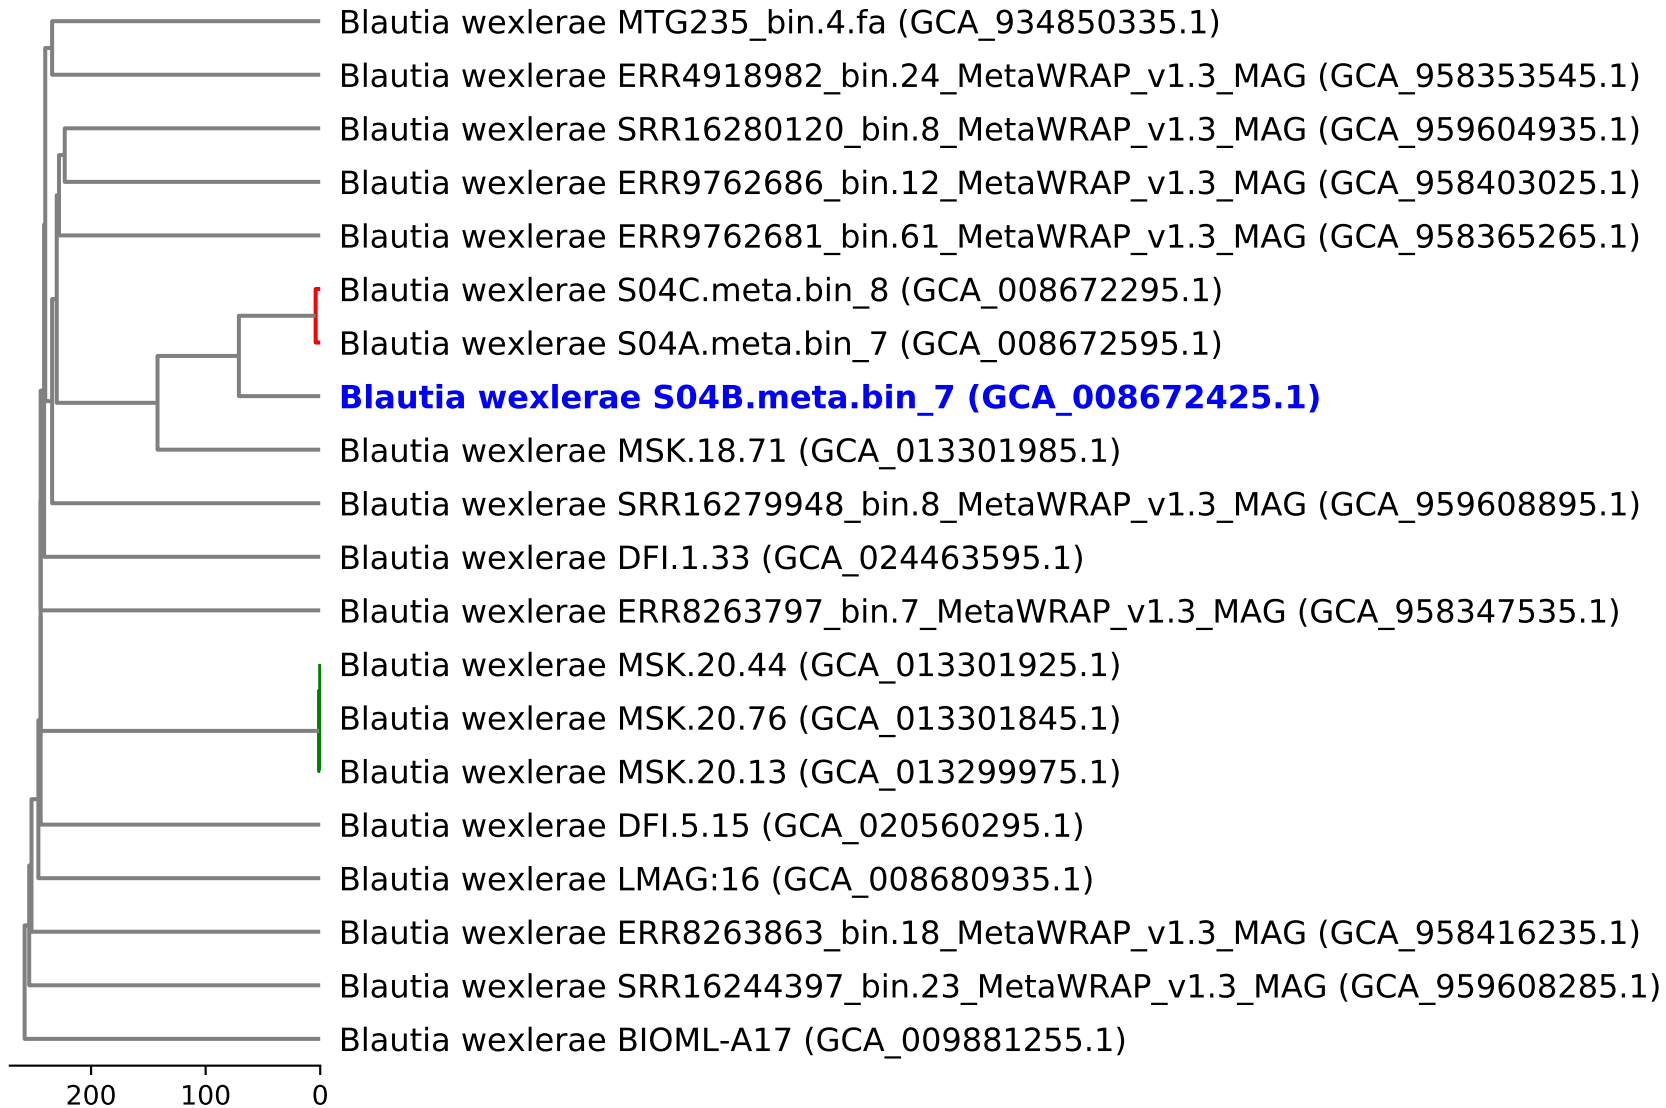 Blautia wexlerae MTG235_bin.4.fa (GCA_934850335.1)
Blautia wexlerae ERR4918982_bin.24_MetaWRAP_v1.3_MAG (GCA_958353545.1)
Blautia wexlerae SRR16280120_bin.8_MetaWRAP_v1.3_MAG (GCA_959604935.1)
Blautia wexlerae ERR9762686_bin.12_MetaWRAP_v1.3_MAG (GCA_958403025.1)
Blautia wexlerae ERR9762681_bin.61_MetaWRAP_v1.3_MAG (GCA_958365265.1)
Blautia wexlerae S04C.meta.bin_8 (GCA_008672295.1)
Blautia wexlerae S04A.meta.bin_7 (GCA_008672595.1)
Blautia wexlerae S04B.meta.bin_7 (GCA_008672425.1)
Blautia wexlerae MSK.18.71 (GCA_013301985.1)
Blautia wexlerae SRR16279948_bin.8_MetaWRAP_v1.3_MAG (GCA_959608895.1)
Blautia wexlerae DFI.1.33 (GCA_024463595.1)
Blautia wexlerae ERR8263797_bin.7_MetaWRAP_v1.3_MAG (GCA_958347535.1)
Blautia wexlerae MSK.20.44 (GCA_013301925.1)
Blautia wexlerae MSK.20.76 (GCA_013301845.1)
Blautia wexlerae MSK.20.13 (GCA_013299975.1)
Blautia wexlerae DFI.5.15 (GCA_020560295.1)
Blautia wexlerae LMAG:16 (GCA_008680935.1)
Blautia wexlerae ERR8263863_bin.18_MetaWRAP_v1.3_MAG (GCA_958416235.1)
Blautia wexlerae SRR16244397_bin.23_MetaWRAP_v1.3_MAG (GCA_959608285.1)
Blautia wexlerae BIOML-A17 (GCA_009881255.1)
200 100 0